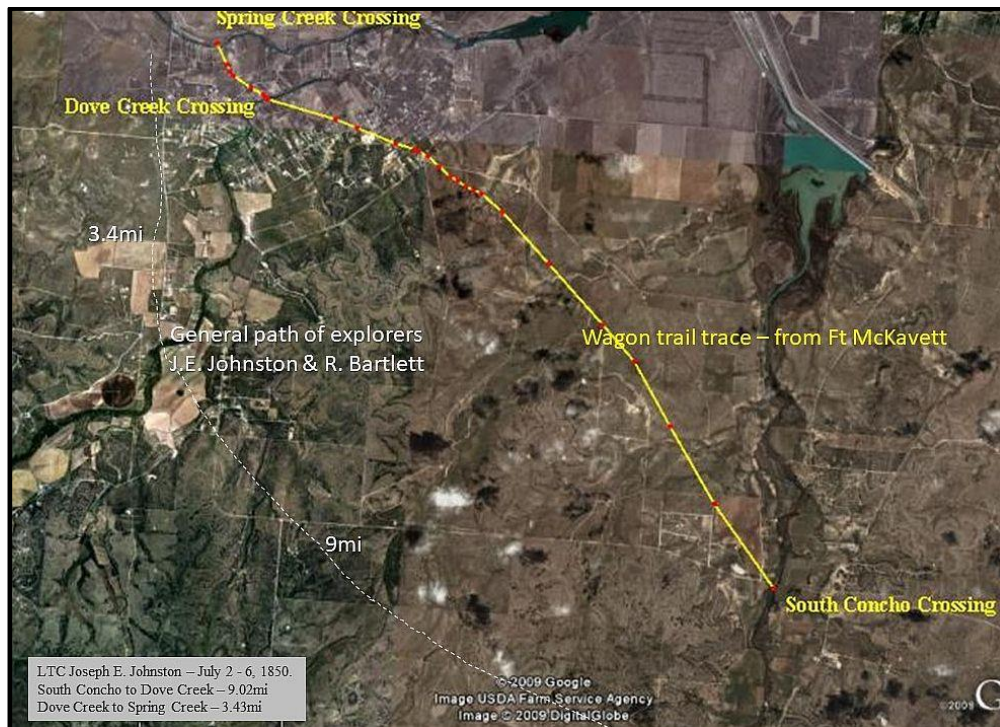 Spring Creek Crossing
Dove Creek Crossing
3.4mi
General path of explorers
J.E. Johnston & R. Bartlett
Wagon trail trace – from Ft McKavett
9mi
South Concho Crossing
LTC Joseph E. Johnston – July 2 - 6, 1850.
South Concho to Dove Creek – 9.02mi
Dove Creek to Spring Creek – 3.43mi
©2009 Google
Image USDA Farm Service Agency
Image © 2009 DigitalGlobe
©2009